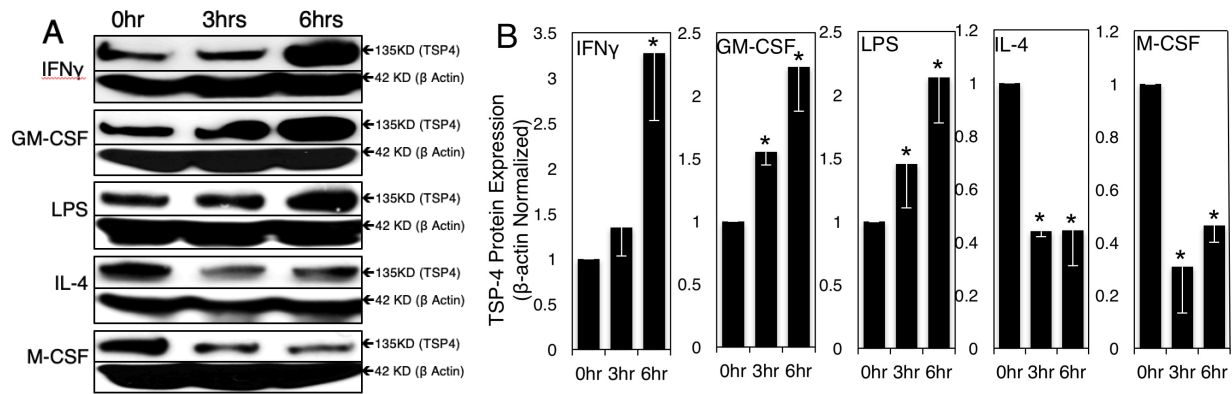 A
0hr 3hrs 6hrs
IFNγ
←135KD (TSP4)
←42 KD (β Actin)
GM-CSF
←135KD (TSP4)
←42 KD (β Actin)
LPS
←135KD (TSP4)
←42 KD (β Actin)
IL-4
←135KD (TSP4)
←42 KD (β Actin)
M-CSF
←135KD (TSP4)
←42 KD (β Actin)
B
TSP-4 Protein Expression
(β-actin Normalized)
IFNγ
3.5
3
2.5
2
1.5
1
0.5
0
*
0hr 3hr 6hr
GM-CSF
2.5
2
1.5
1
0.5
0
* *
0hr 3hr 6hr
LPS
2.5
2
1.5
1
0.5
0
* *
0hr 3hr 6hr
IL-4
1.2
1
0.8
0.6
0.4
0.2
0
* *
0hr 3hr 6hr
M-CSF
1.2
1
0.8
0.6
0.4
0.2
0
* *
0hr 3hr 6hr